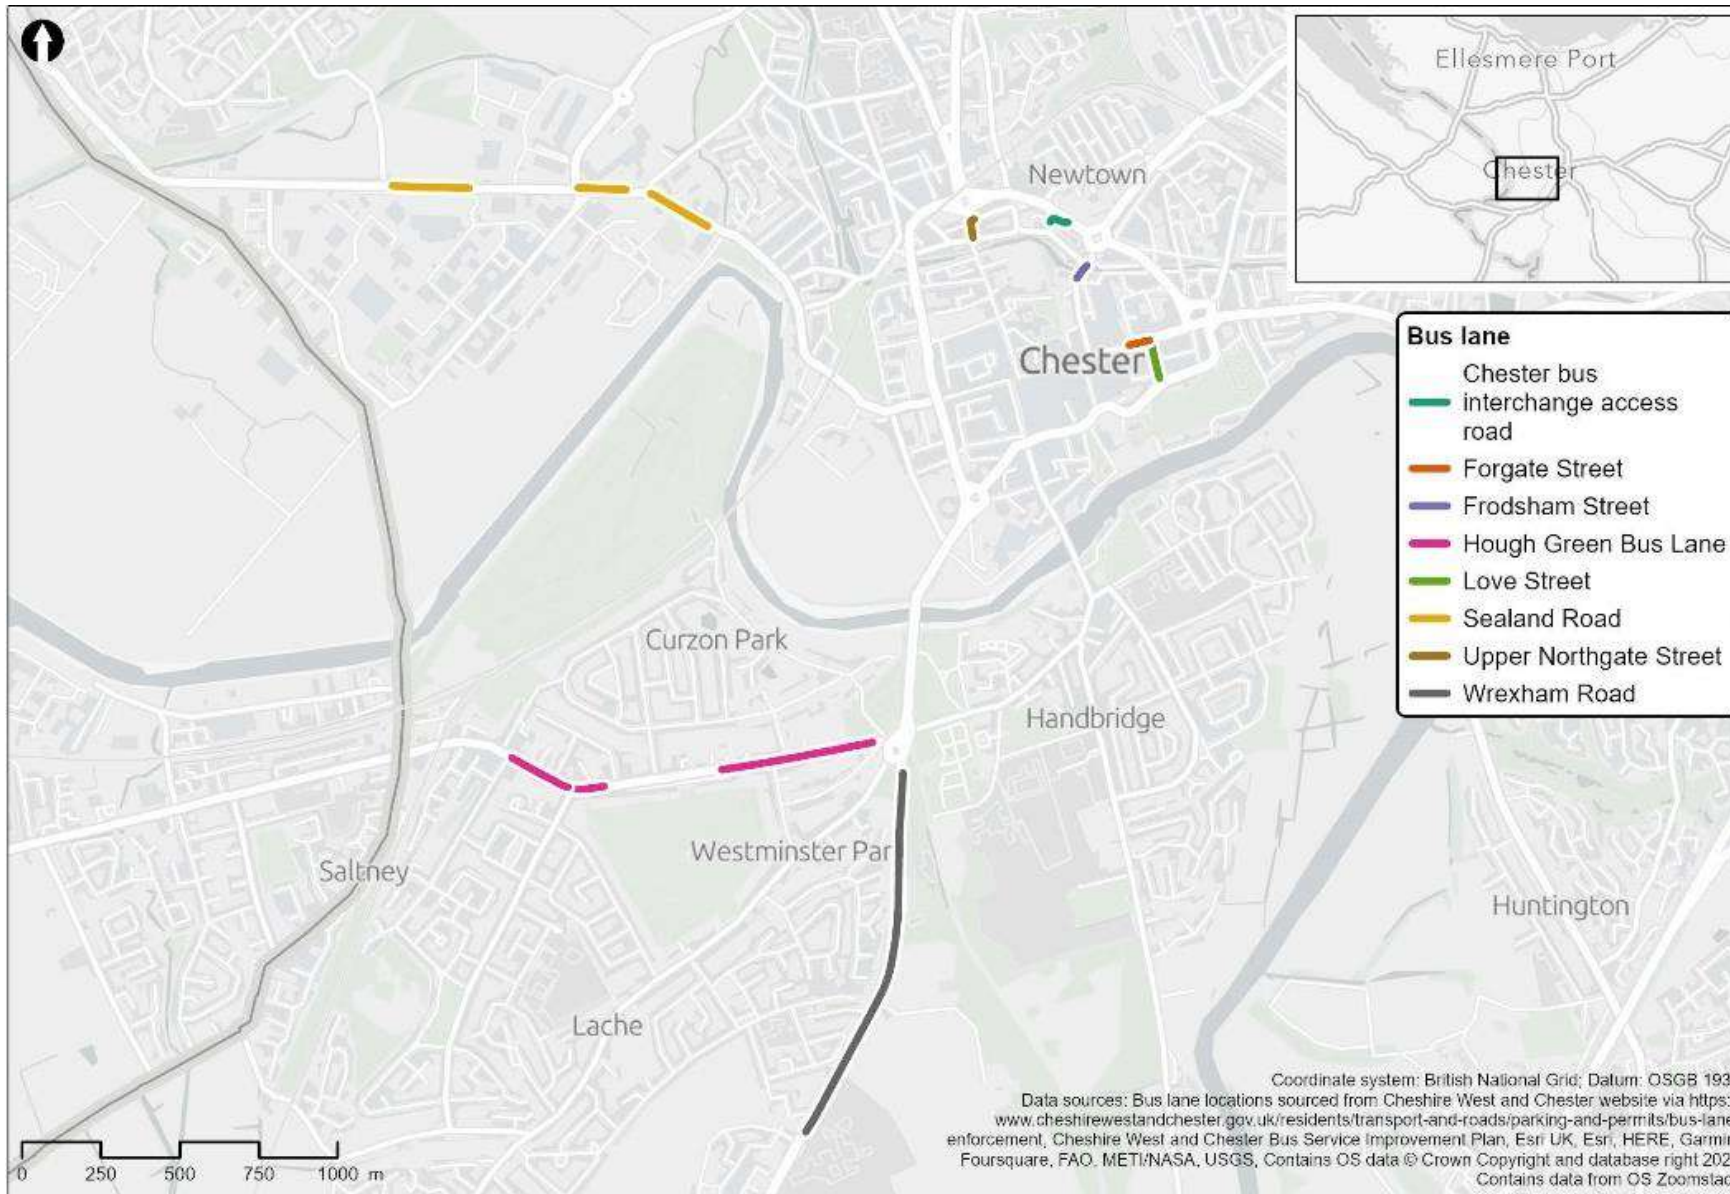 Ellesmere Port
Chester
Newtown
Chester
Curzon Park
Handbridge
Westminster Par
Saltney
Huntington
Lache
Bus lane
Chester bus
interchange access
road
Forgate Street
Frodsham Street
Hough Green Bus Lane
Love Street
Sealand Road
Upper Northgate Street
Wrexham Road
0 250 500 750 1000 m
Coordinate system: British National Grid; Datum: OSGB 193
Data sources: Bus lane locations sourced from Cheshire West and Chester website via https:
www.cheshirewestandchester.gov.uk/residents/transport-and-roads/parking-and-permits/bus-lane
enforcement, Cheshire West and Chester Bus Service Improvement Plan, Esri UK, Esri, HERE, Garmi
Foursquare, FAO, METI/NASA, USGS, Contains OS data © Crown Copyright and database right 202
Contains data from OS Zoomsta